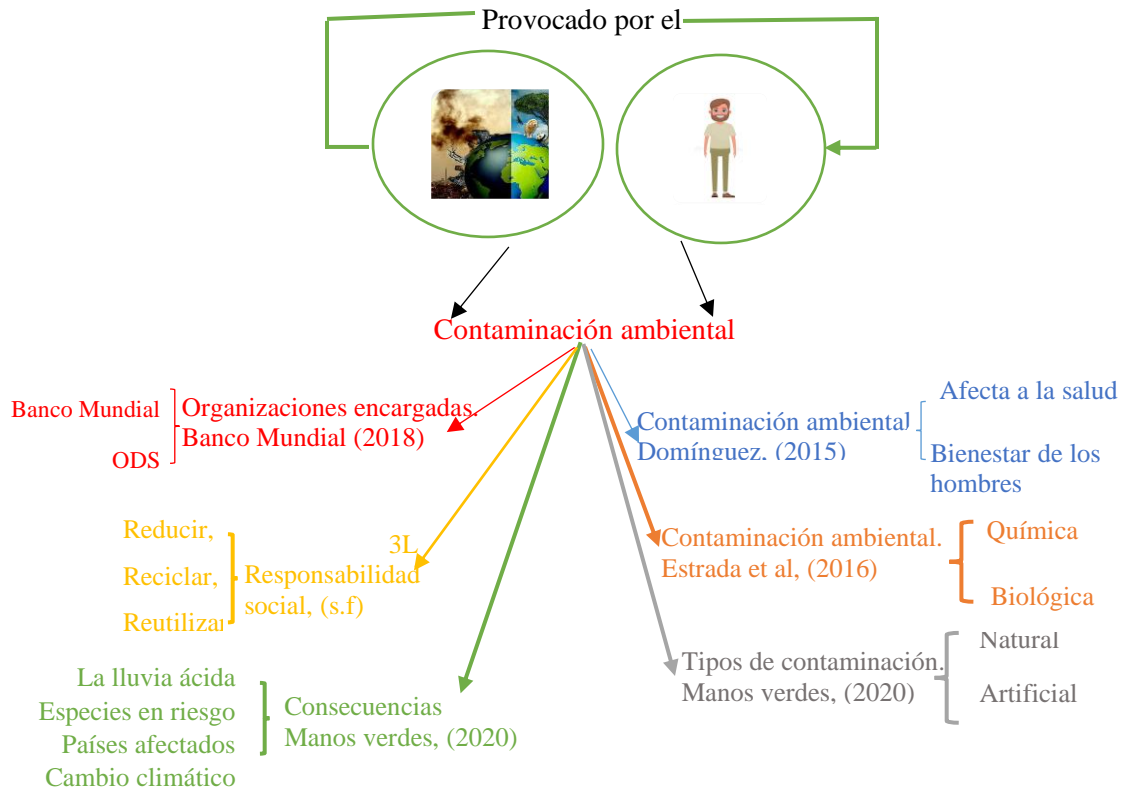 Provocado por el
Contaminación ambiental
Banco Mundial
ODS
Organizaciones encargadas.
Banco Mundial (2018)
Contaminación ambiental
Domínguez, (2015)
Afecta a la salud
Bienestar de los
hombres
Reducir,
Reciclar,
Reutilizar
3L
Responsabilidad
social, (s.f)
Contaminación ambiental.
Estrada et al, (2016)
Química
Biológica
La lluvia ácida
Especies en riesgo
Países afectados
Cambio climático
Consecuencias
Manos verdes, (2020)
Tipos de contaminación.
Manos verdes, (2020)
Natural
Artificial